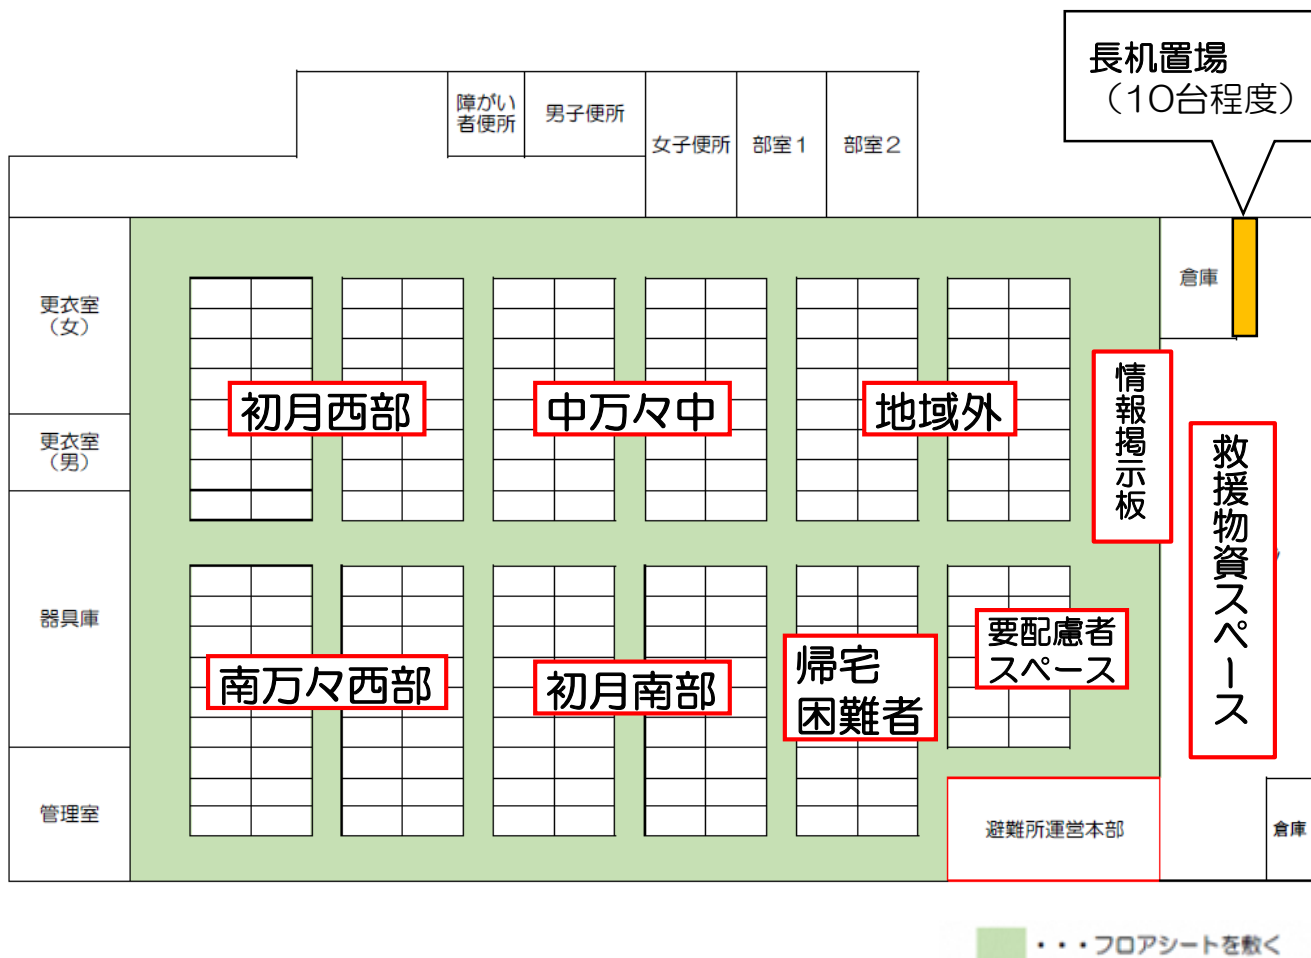 長机置場
（10台程度）
障がい
者便所
男子便所
女子便所
部室１
部室２
更衣室
（女）
倉庫
初月西部
中万々中
地域外
情報掲示板
更衣室
（男）
救援物資スペース
器具庫
南万々西部
初月南部
帰宅
困難者
要配慮者
スペース
管理室
避難所運営本部
倉庫
・・・フロアシートを敷く